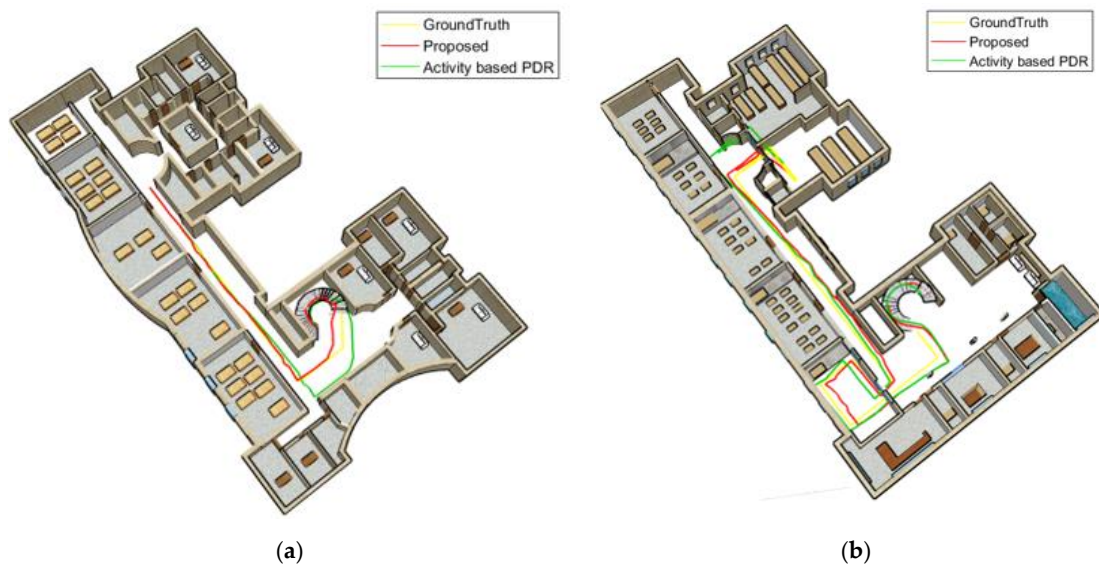 GroundTruth
Proposed
Activity based PDR
GroundTruth
Proposed
Activity based PDR
(a)
(b)